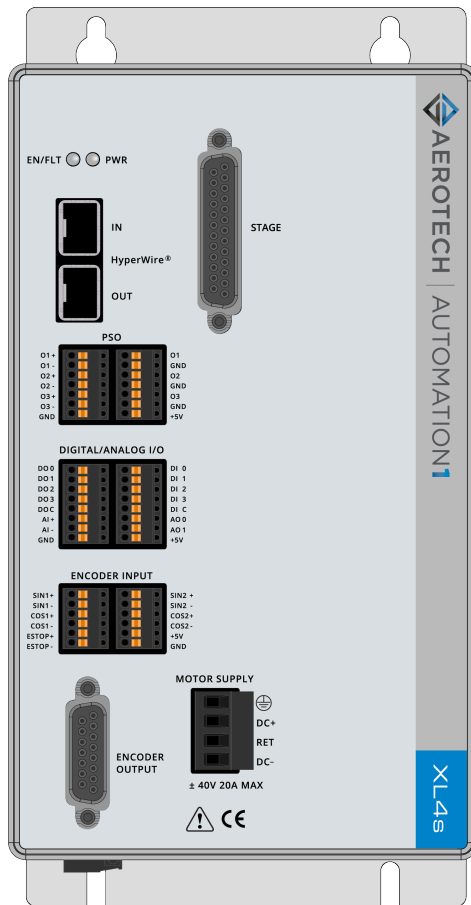 EN/FLT PWR
IN
HyperWire®
OUT
STAGE
PSO
O1 + O1
O1 - GND
O2 + O2
O2 - GND
O3 + O3
O3 - GND
GND +5V
DIGITAL/ANALOG I/O
DO 0 DI 0
DO 1 DI 1
DO 2 DI 2
DO 3 DI 3
DO C DI C
AI + AO 0
AI - AO 1
GND +5V
ENCODER INPUT
SIN1+ SIN2 +
SIN1 - SIN2 -
COS1+ COS2+
COS1 - COS2 -
ESTOP+ +5V
ESTOP - GND
ENCODER
OUTPUT
MOTOR SUPPLY
DC+
RET
DC–
± 40V 20A MAX
CE
AEROTECH | AUTOMATION1
XL4s